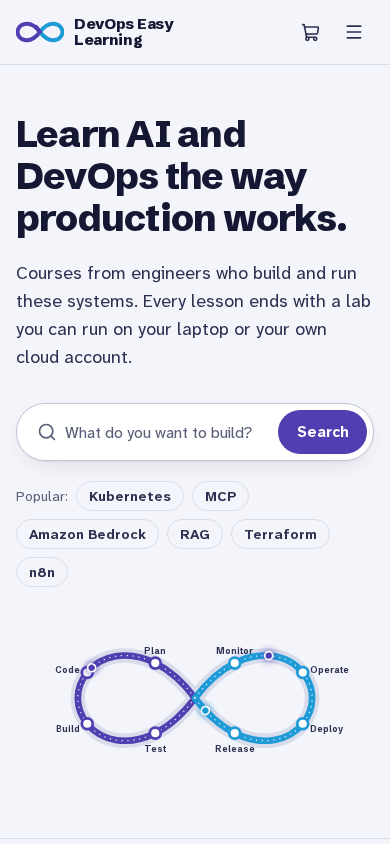 DevOps Easy
Learning
Learn AI and
DevOps the way
production works.
Courses from engineers who build and run
these systems. Every lesson ends with a lab
you can run on your laptop or your own
cloud account.
What do you want to build?
Search
Popular:
Kubernetes
MCP
Amazon Bedrock
RAG
Terraform
n8n
Plan
Monitor
Code
Operate
Build
Deploy
Test
Release